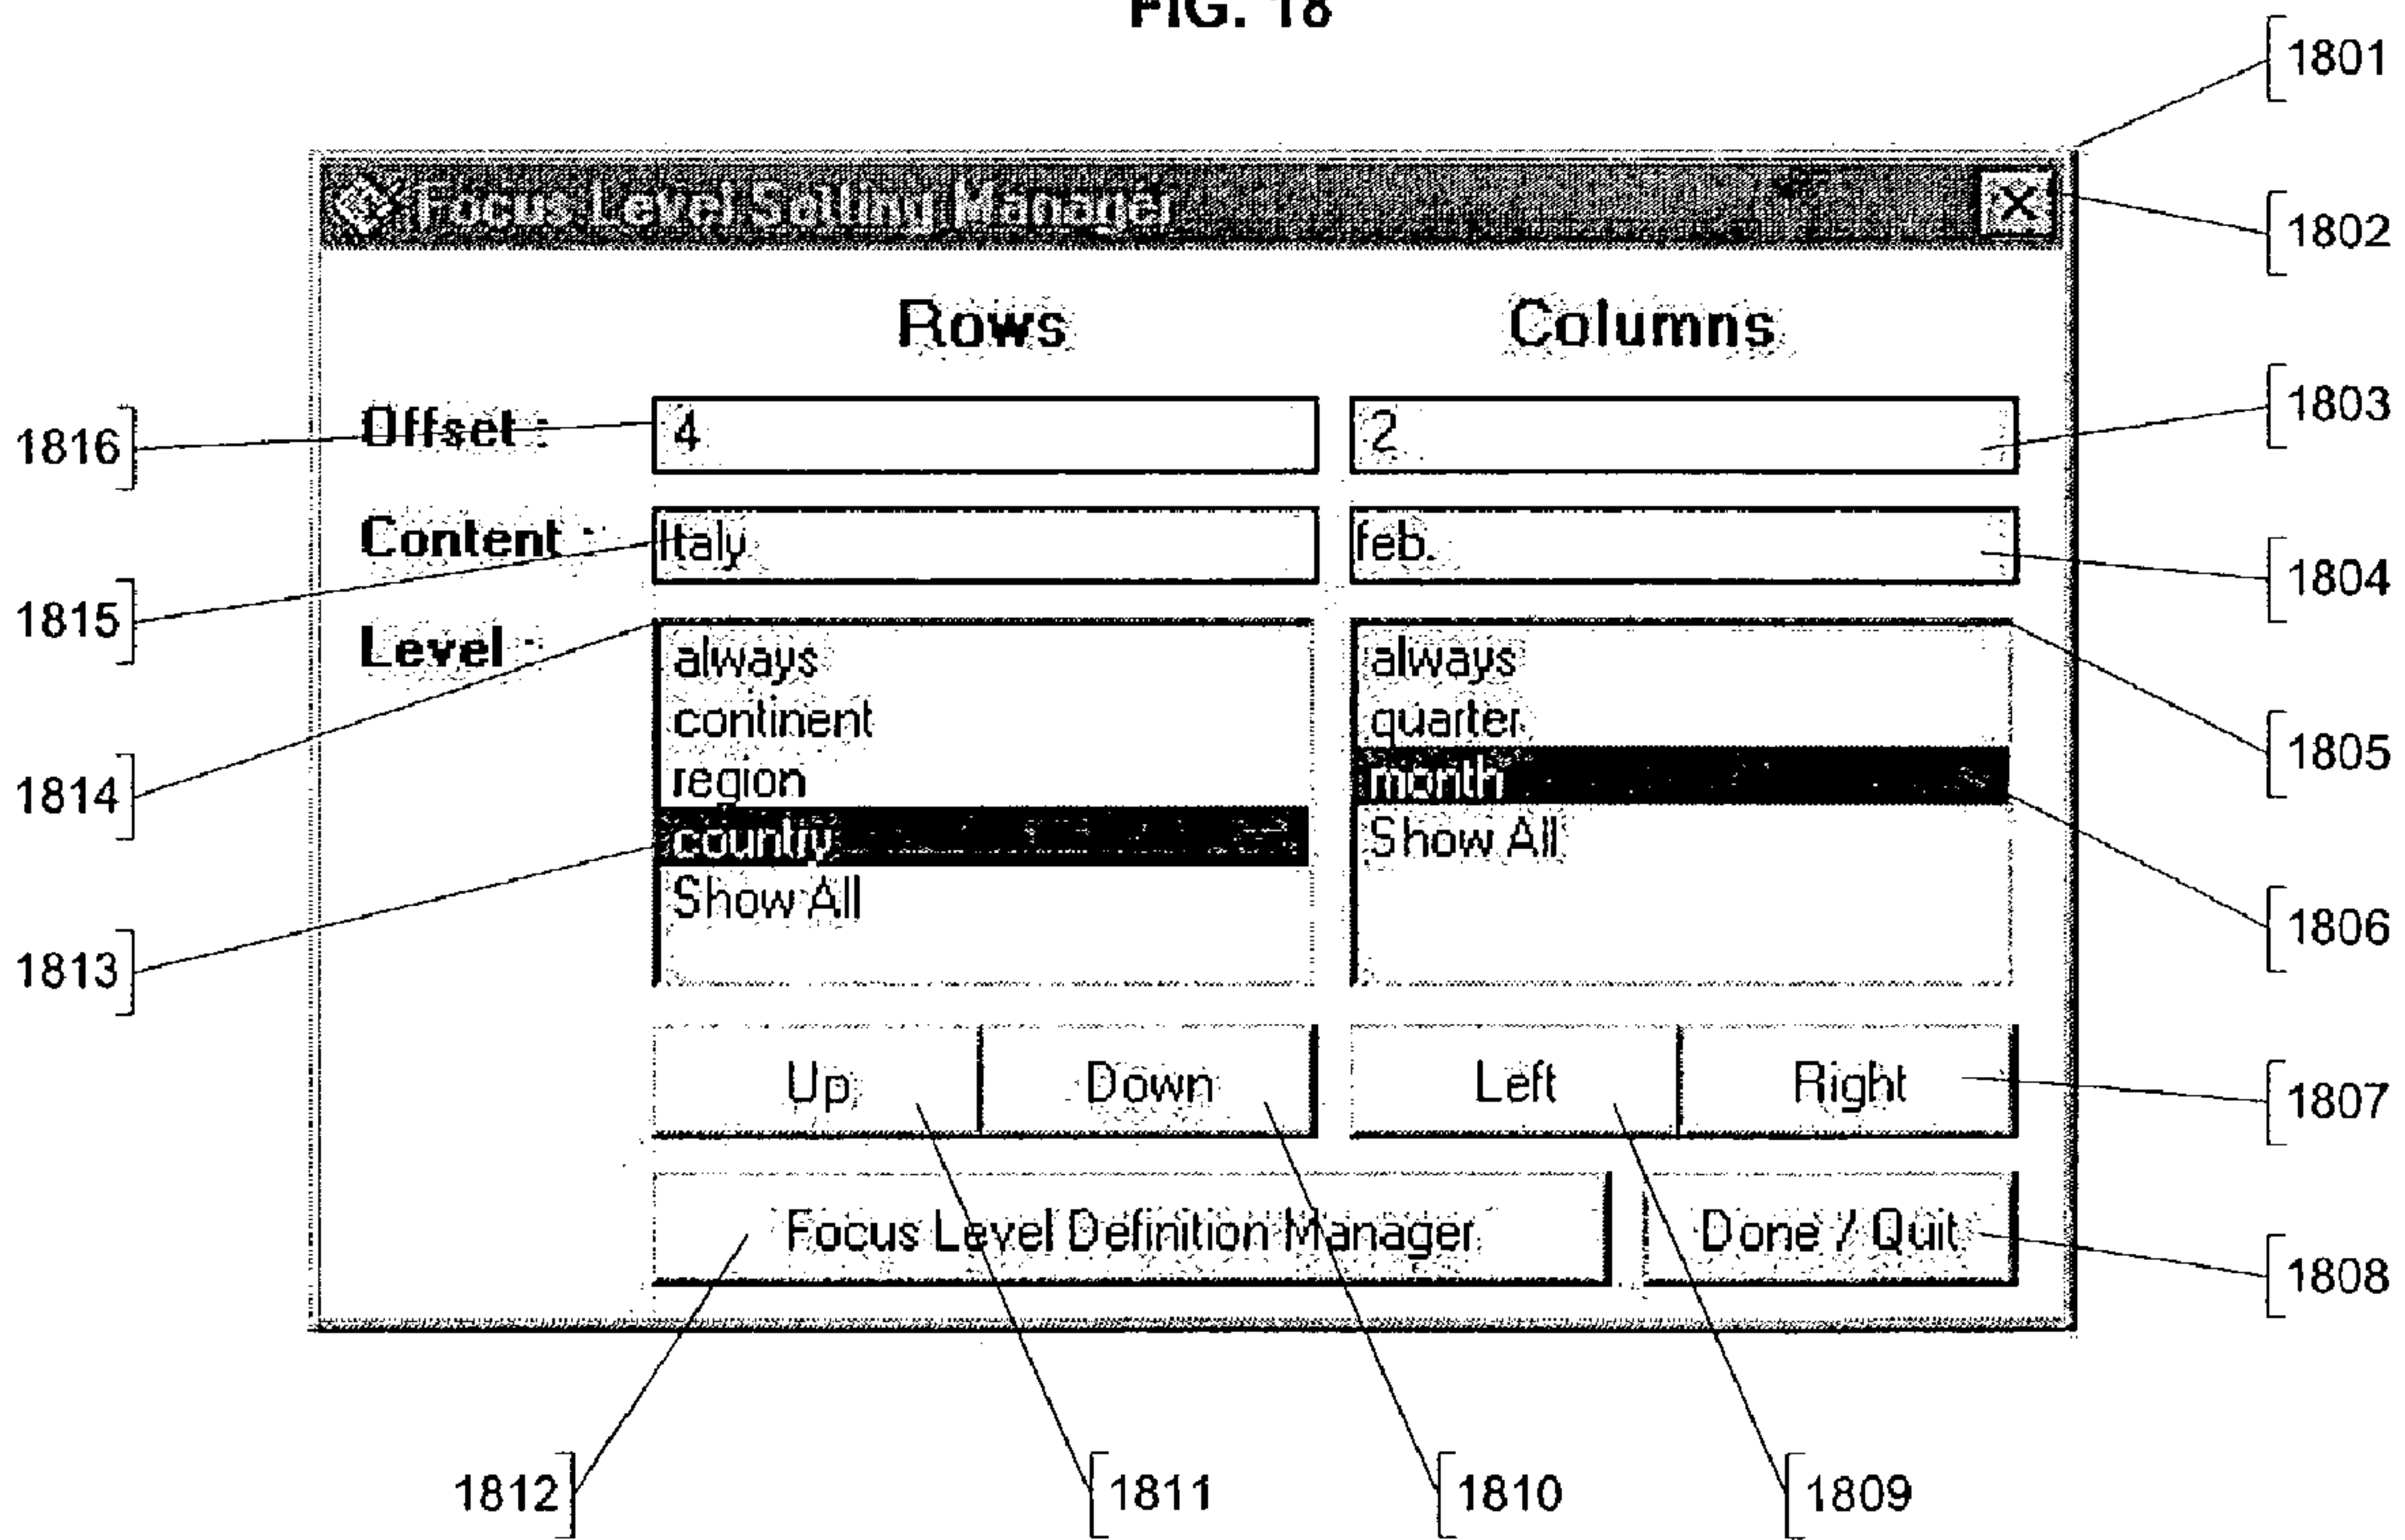 FIG. 18
1801
Focus Level Setting Manager
X
1802
Rows Columns
1816 Offset : 4 2 1803
Content : Italy feb. 1804
1815
Level :
always always
continent quarter
1805
region month
1814
country Show All
Show All
1806
1813
Up Down Left Right
1807
Focus Level Definition Manager Done / Quit
1808
1812 1811 1810 1809